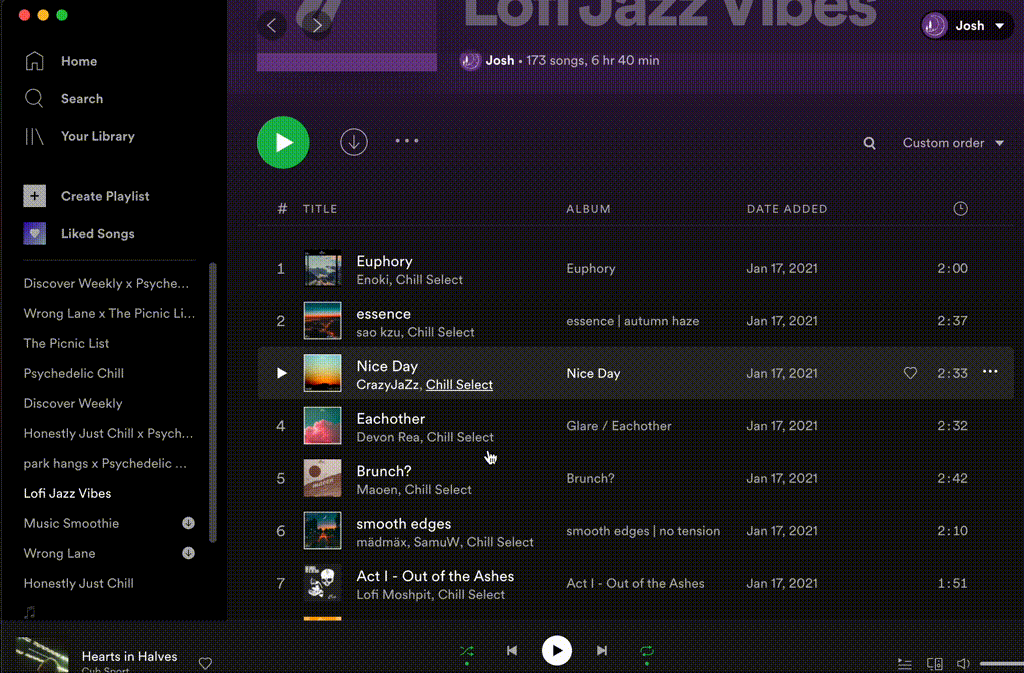 Lofi Jazz Vibes
Josh
Josh • 173 songs, 6 hr 40 min
Home
Search
Your Library
Create Playlist
Liked Songs
Discover Weekly x Psyche...
Wrong Lane x The Picnic Li...
The Picnic List
Psychedelic Chill
Discover Weekly
Honestly Just Chill x Psych...
park hangs x Psychedelic ...
Lofi Jazz Vibes
Music Smoothie
Wrong Lane
Honestly Just Chill
Custom order
# TITLE ALBUM DATE ADDED
1 Euphory Euphory Jan 17, 2021 2:00
Enoki, Chill Select
2 essence essence | autumn haze Jan 17, 2021 2:37
sao kzu, Chill Select
Nice Day Nice Day Jan 17, 2021 2:33
CrazyJaZz, Chill Select
4 Eachother Glare / Eachother Jan 17, 2021 2:32
Devon Rea, Chill Select
5 Brunch? Brunch? Jan 17, 2021 2:42
Maoen, Chill Select
6 smooth edges smooth edges | no tension Jan 17, 2021 2:10
mädmäx, SamuW, Chill Select
7 Act I - Out of the Ashes Act I - Out of the Ashes Jan 17, 2021 1:51
Lofi Moshpit, Chill Select
Hearts in Halves
Cub Sport